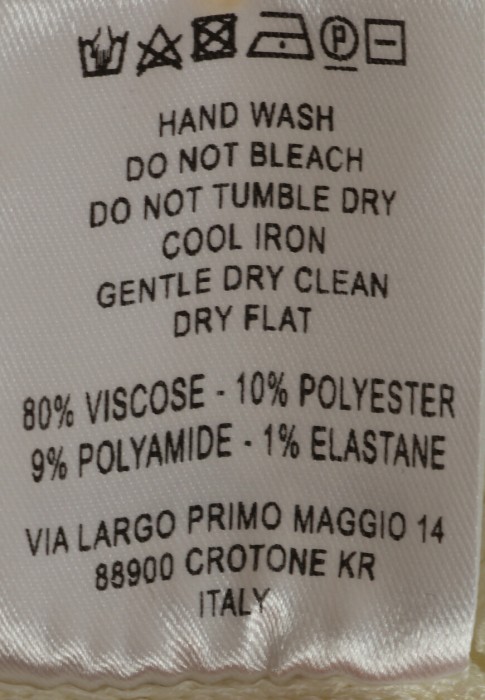 P
HAND WASH
DO NOT BLEACH
DO NOT TUMBLE DRY
COOL IRON
GENTLE DRY CLEAN
DRY FLAT
80% VISCOSE - 10% POLYESTER
9% POLYAMIDE - 1% ELASTANE
VIA LARGO PRIMO MAGGIO 14
88900 CROTONE KR
ITALY